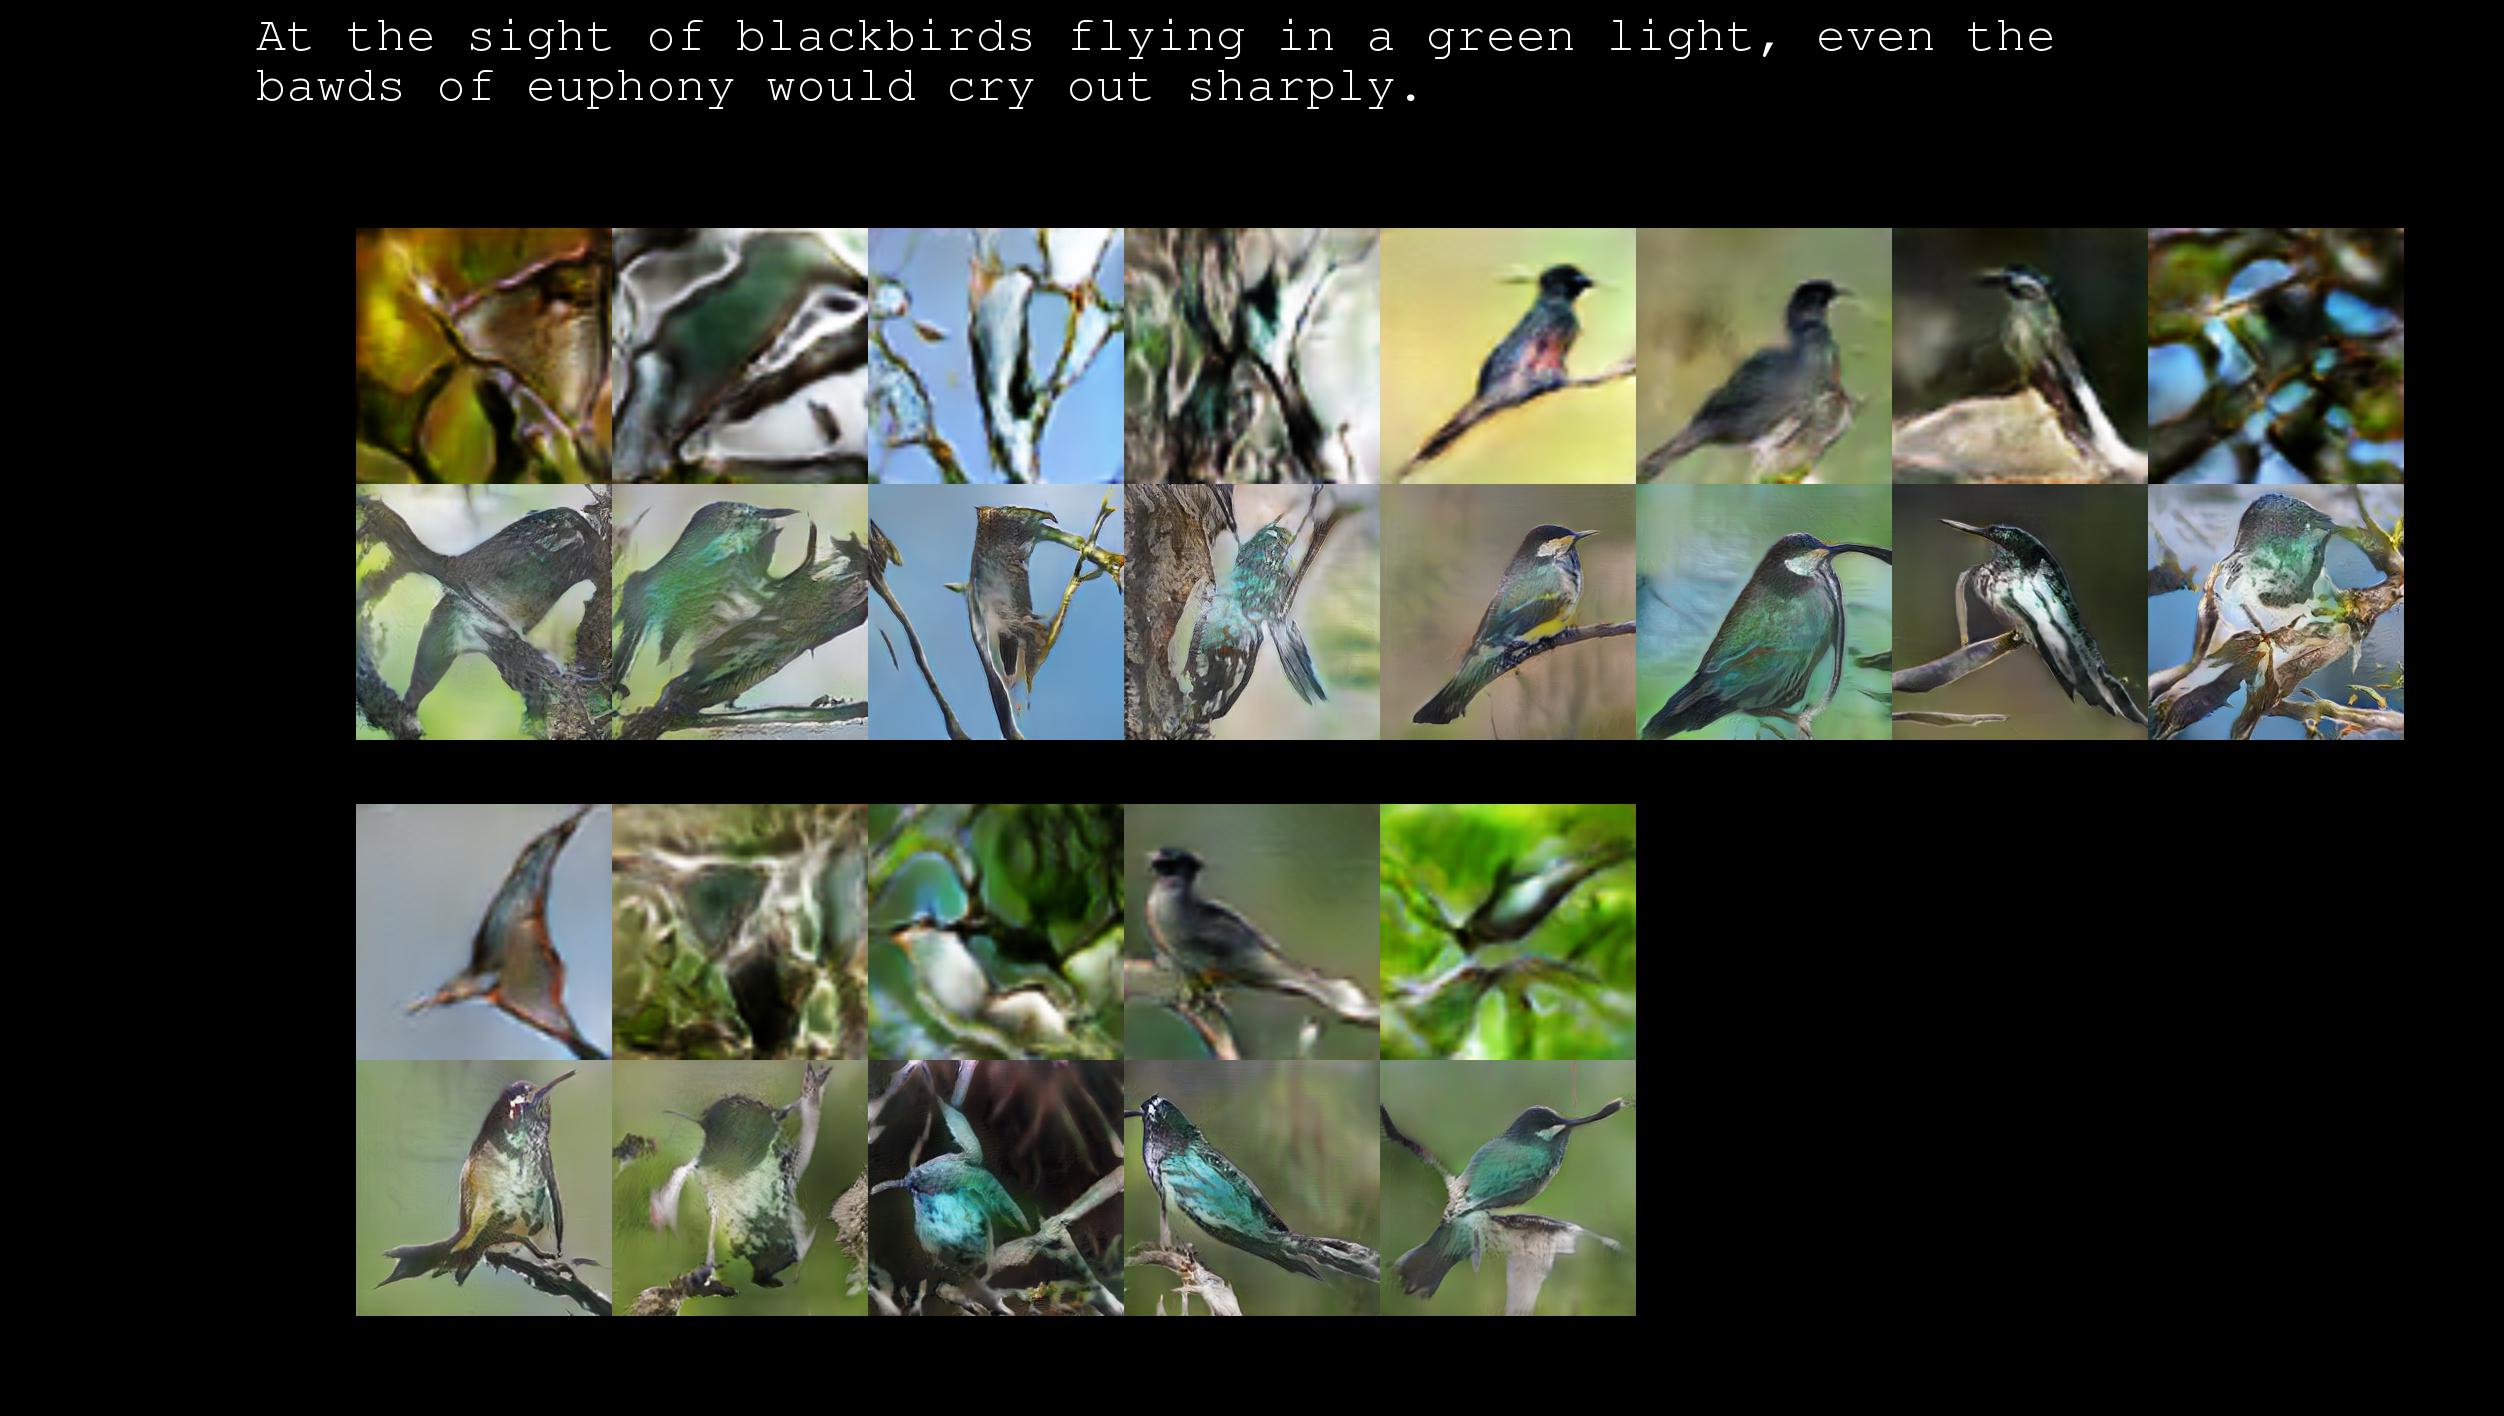 At the sight of blackbirds flying in a green light, even the
bawds of euphony would cry out sharply.